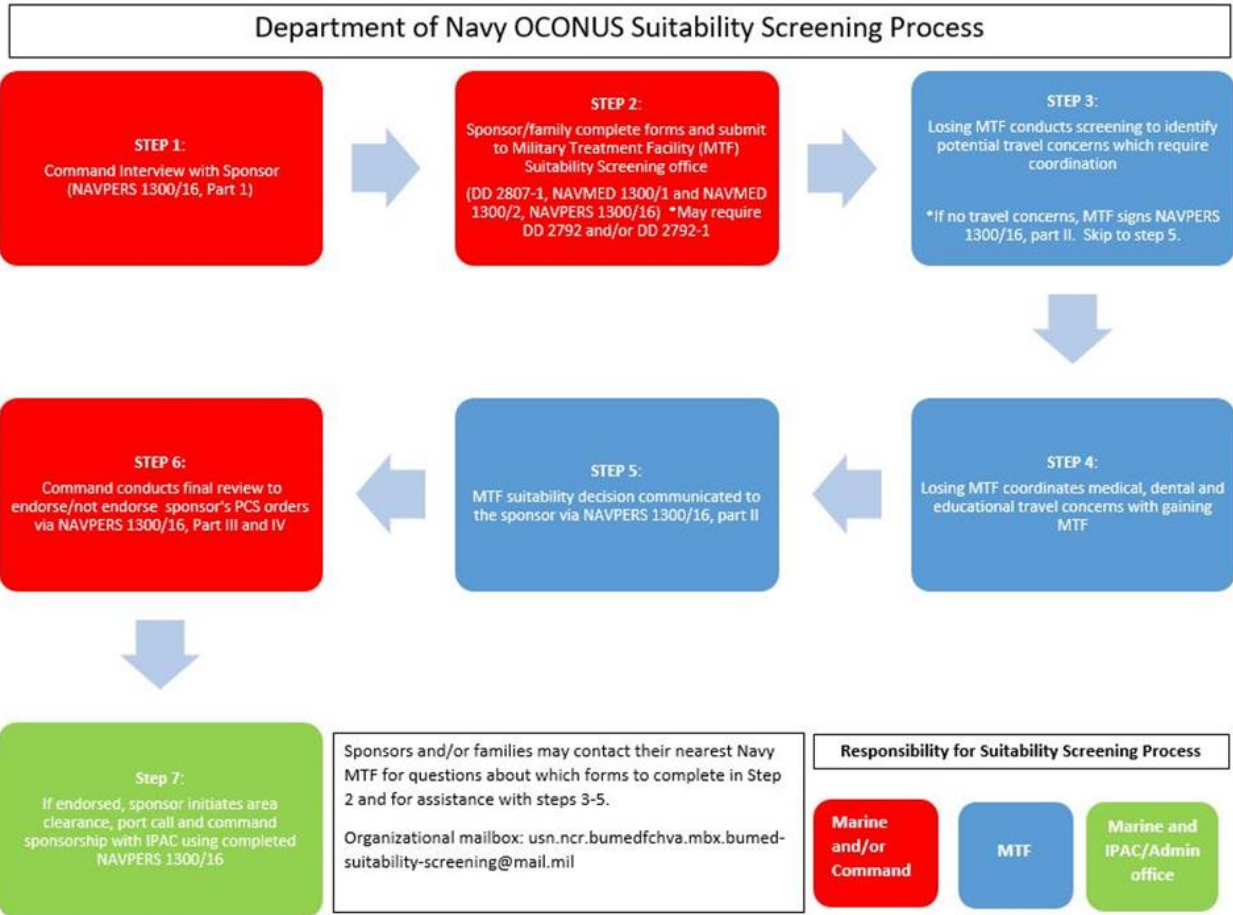 Department of Navy OCONUS Suitability Screening Process
STEP 1:
Command Interview with Sponsor
(NAVPERS 1300/16, Part 1)
STEP 2:
Sponsor/family complete forms and submit
to Military Treatment Facility (MTF)
Suitability Screening office
(DD 2807-1, NAVMED 1300/1 and NAVMED
1300/2, NAVPERS 1300/16) *May require
DD 2792 and/or DD 2792-1
STEP 3:
Losing MTF conducts screening to identify
potential travel concerns which require
coordination
*If no travel concerns, MTF signs NAVPERS
1300/16, part II. Skip to step 5.
STEP 4:
Losing MTF coordinates medical, dental and
educational travel concerns with gaining
MTF
STEP 5:
MTF suitability decision communicated to
the sponsor via NAVPERS 1300/16, part II
STEP 6:
Command conducts final review to
endorse/not endorse sponsor's PCS orders
via NAVPERS 1300/16, Part III and IV
Step 7:
If endorsed, sponsor initiates area
clearance, port call and command
sponsorship with IPAC using completed
NAVPERS 1300/16
Sponsors and/or families may contact their nearest Navy
MTF for questions about which forms to complete in Step
2 and for assistance with steps 3-5.
Organizational mailbox: usn.ncr.bumedfchva.mbx.bumed-
suitability-screening@mail.mil
Responsibility for Suitability Screening Process
Marine
and/or
Command
MTF
Marine and
IPAC/Admin
office